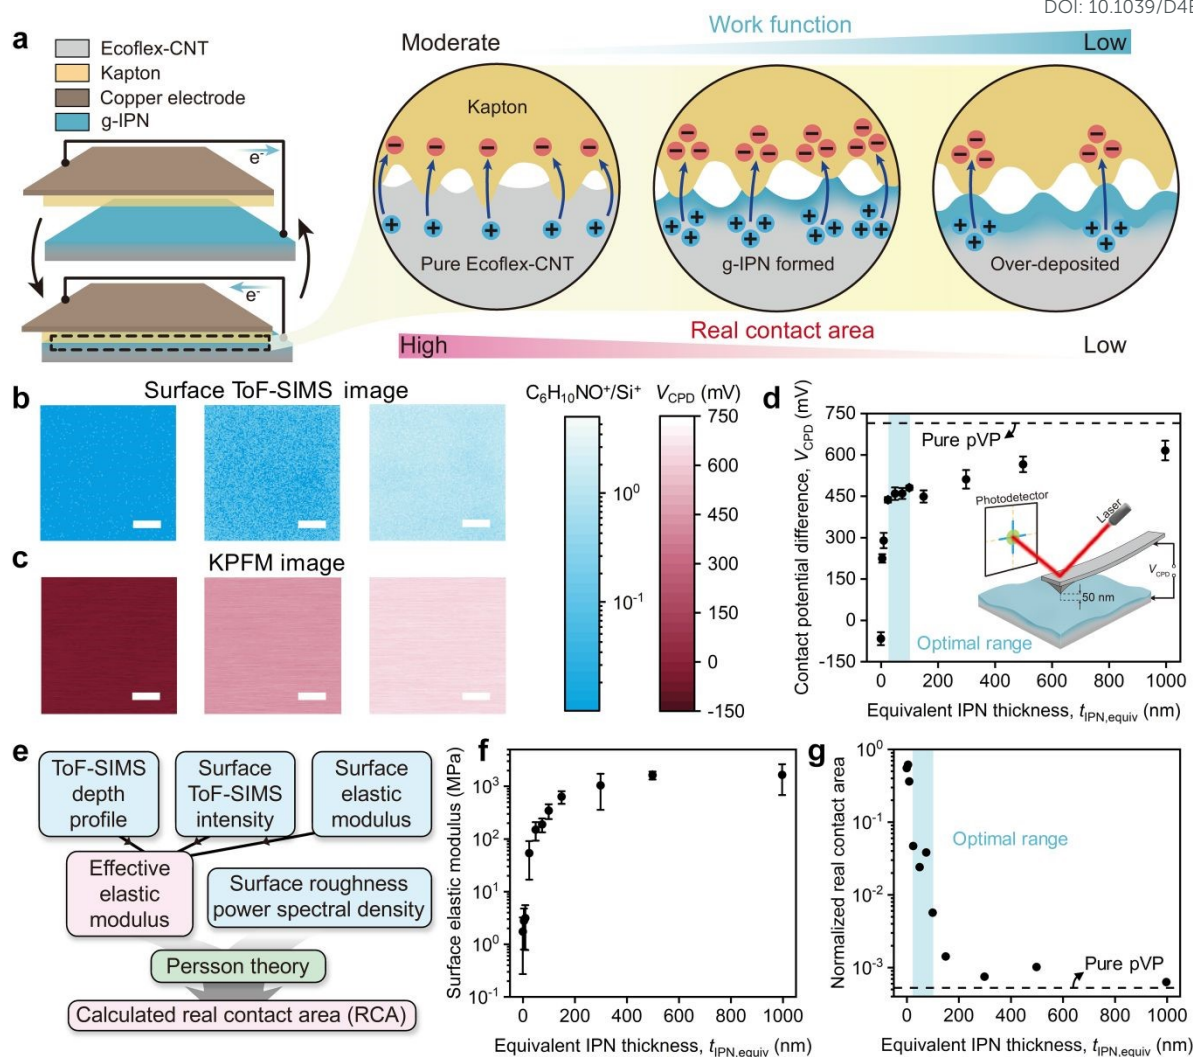 DOI: 10.1039/D4E
a
Ecoflex-CNT
Kapton
Copper electrode
g-IPN
e-
e-
Work function
Moderate
Low
Kapton
Pure Ecoflex-CNT
g-IPN formed
Over-deposited
Real contact area
High
Low
b
Surface ToF-SIMS image
C₆H₁₀NO⁺/Si⁺
10⁰
10⁻¹
V_CPD (mV)
750
600
450
300
150
0
-150
c
KPFM image
d
Contact potential difference, V_CPD (mV)
750
600
450
300
150
0
-150
Pure pVP
Photodetector
Laser
V_CPD
50 nm
Optimal range
0 200 400 600 800 1000
Equivalent IPN thickness, t_IPN,equiv (nm)
e
ToF-SIMS
depth
profile
Surface
ToF-SIMS
intensity
Surface
elastic
modulus
Effective
elastic
modulus
Surface roughness
power spectral density
Persson theory
Calculated real contact area (RCA)
f
Surface elastic modulus (MPa)
10³
10²
10¹
10⁰
10⁻¹
0 200 400 600 800 1000
Equivalent IPN thickness, t_IPN,equiv (nm)
g
Normalized real contact area
10⁰
10⁻¹
10⁻²
10⁻³
Optimal range
Pure pVP
0 200 400 600 800 1000
Equivalent IPN thickness, t_IPN,equiv (nm)